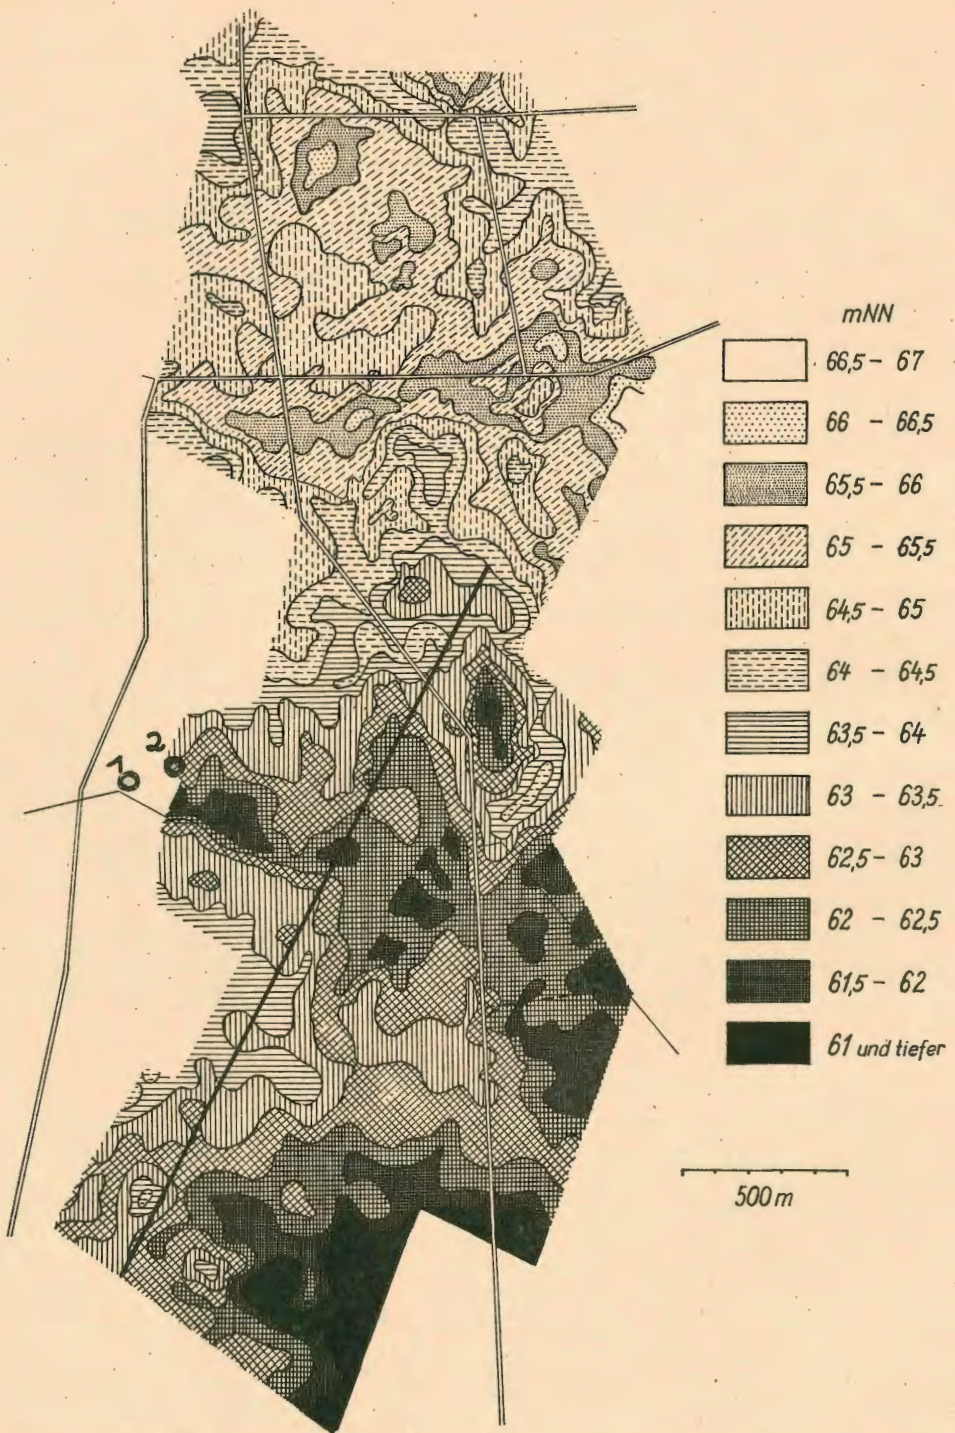 mNN
66,5 – 67
66 – 66,5
65,5 – 66
65 – 65,5
64,5 – 65
64 – 64,5
63,5 – 64
63 – 63,5
2
1
62,5 – 63
62 – 62,5
61,5 – 62
61 und tiefer
500 m